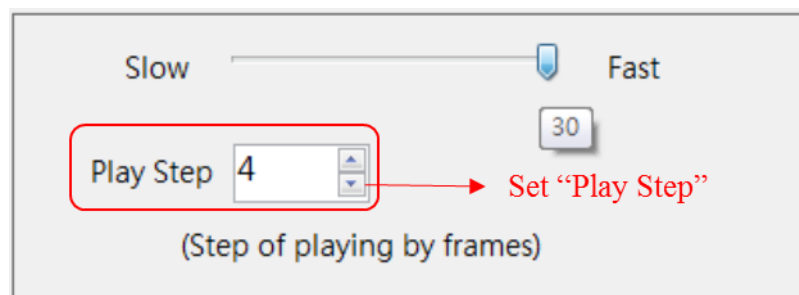 Slow Fast
30
Play Step 4
Set “Play Step”
(Step of playing by frames)